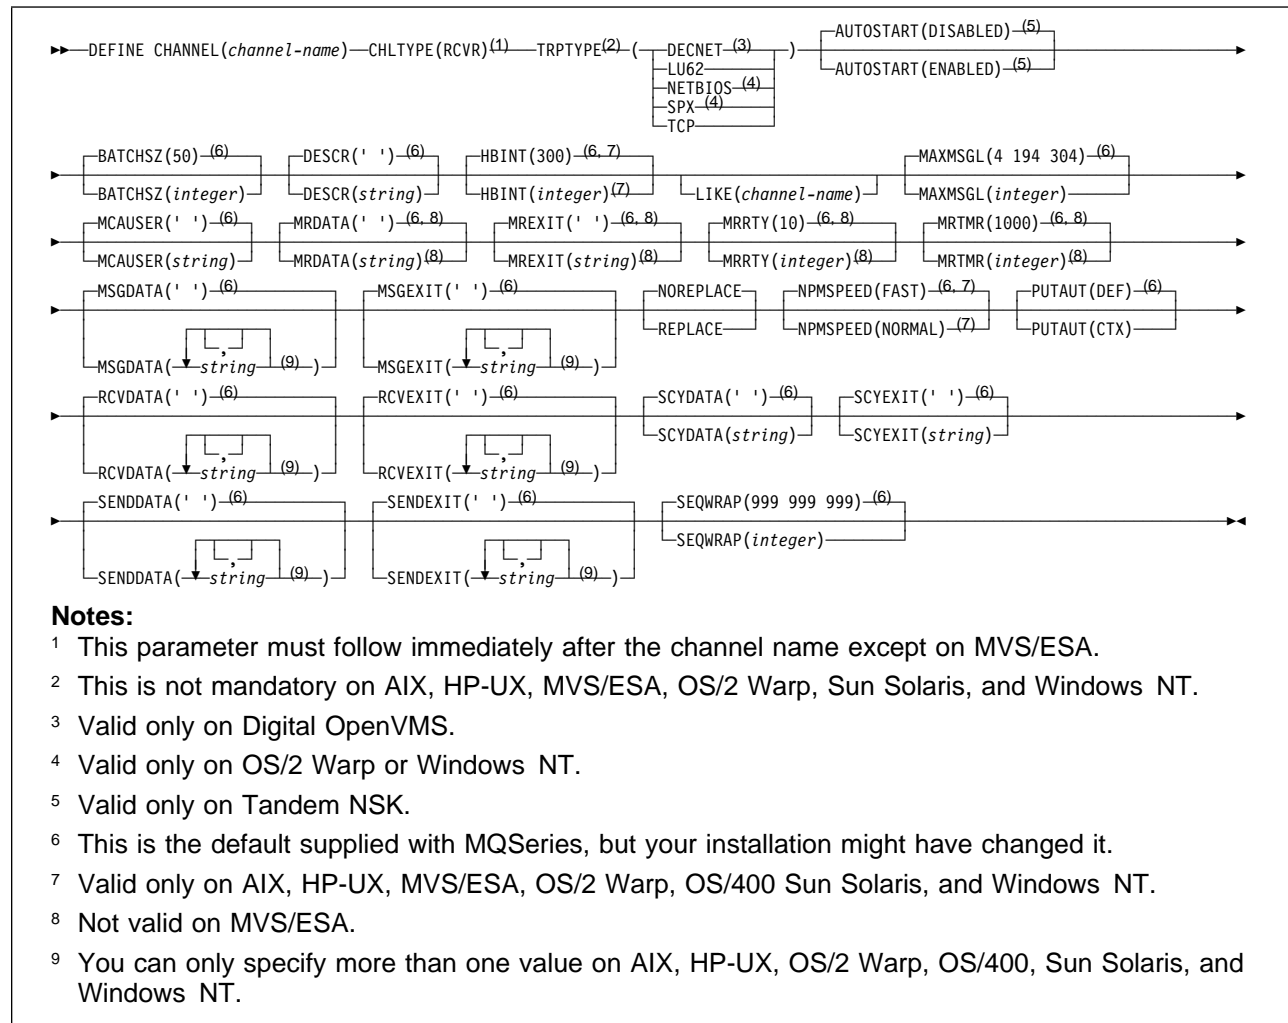 DEFINE CHANNEL(channel-name) CHLTYPE(RCVR) (1) TRPTYPE (2) ( DECNET (3) ) AUTOSTART(DISABLED) (5)
LU62 AUTOSTART(ENABLED) (5)
NETBIOS (4)
SPX (4)
TCP
BATCHSZ(50) (6) DESCR(' ') (6) HBINT(300) (6, 7) MAXMSGL(4 194 304) (6)
BATCHSZ(integer) DESCR(string) HBINT(integer) (7) LIKE(channel-name) MAXMSGL(integer)
MCAUSER(' ') (6) MRDATA(' ') (6, 8) MREXIT(' ') (6, 8) MRRTY(10) (6, 8) MRTMR(1000) (6, 8)
MCAUSER(string) MRDATA(string) (8) MREXIT(string) (8) MRRTY(integer) (8) MRTMR(integer) (8)
MSGDATA(' ') (6) MSGEXIT(' ') (6) NOREPLACE NPMSPEED(FAST) (6, 7) PUTAUT(DEF) (6)
REPLACE NPMSPEED(NORMAL) (7) PUTAUT(CTX)
, ,
MSGDATA( string (9) ) MSGEXIT( string (9) )
RCVDATA(' ') (6) RCVEXIT(' ') (6) SCYDATA(' ') (6) SCYEXIT(' ') (6)
SCYDATA(string) SCYEXIT(string)
, ,
RCVDATA( string (9) ) RCVEXIT( string (9) )
SENDDATA(' ') (6) SENDEXIT(' ') (6) SEQWRAP(999 999 999) (6)
SEQWRAP(integer)
, ,
SENDDATA( string (9) ) SENDEXIT( string (9) )
Notes:
1 This parameter must follow immediately after the channel name except on MVS/ESA.
2 This is not mandatory on AIX, HP-UX, MVS/ESA, OS/2 Warp, Sun Solaris, and Windows NT.
3 Valid only on Digital OpenVMS.
4 Valid only on OS/2 Warp or Windows NT.
5 Valid only on Tandem NSK.
6 This is the default supplied with MQSeries, but your installation might have changed it.
7 Valid only on AIX, HP-UX, MVS/ESA, OS/2 Warp, OS/400 Sun Solaris, and Windows NT.
8 Not valid on MVS/ESA.
9 You can only specify more than one value on AIX, HP-UX, OS/2 Warp, OS/400, Sun Solaris, and
Windows NT.